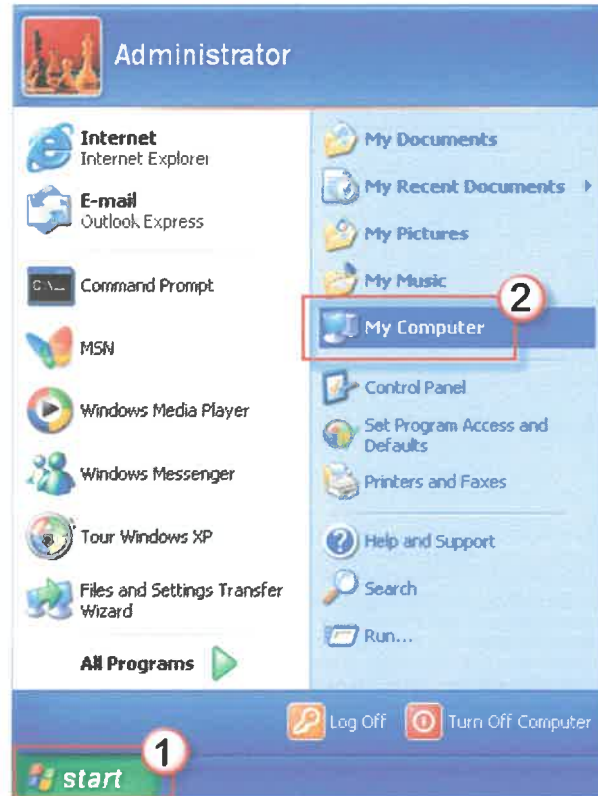 Administrator
Internet
Internet Explorer
E-mail
Outlook Express
Command Prompt
MSN
Windows Media Player
Windows Messenger
Tour Windows XP
Files and Settings Transfer
Wizard
All Programs
My Documents
My Recent Documents
My Pictures
My Music
2
My Computer
Control Panel
Set Program Access and
Defaults
Printers and Faxes
Help and Support
Search
Run...
Log Off
Turn Off Computer
1
start